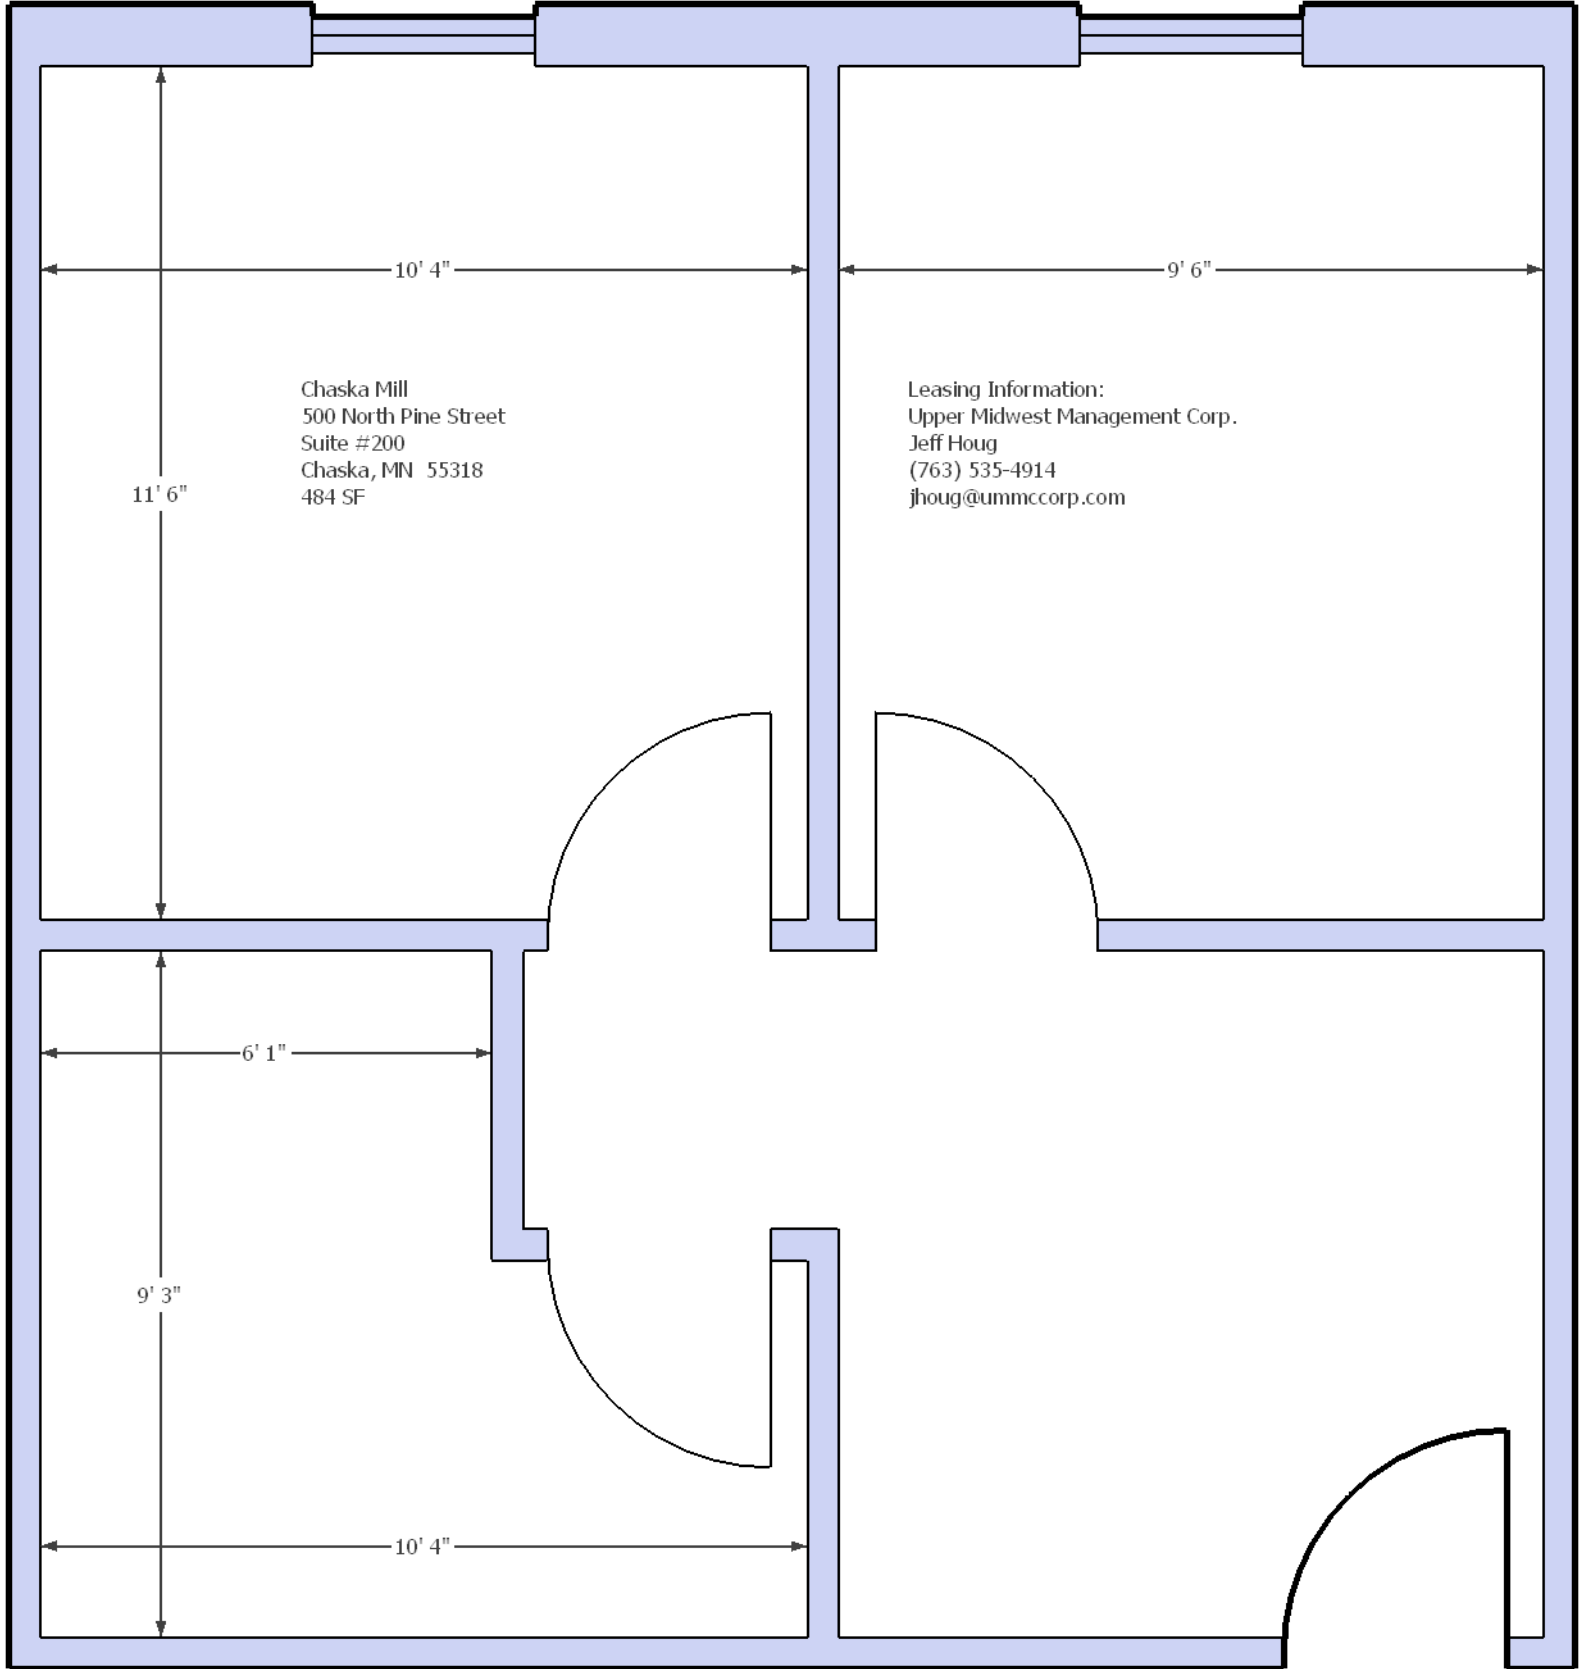 10' 4"
9' 6"
Chaska Mill
500 North Pine Street
Suite #200
Chaska, MN  55318
484 SF
Leasing Information:
Upper Midwest Management Corp.
Jeff Houg
(763) 535-4914
jhoug@ummccorp.com
11' 6"
6' 1"
9' 3"
10' 4"